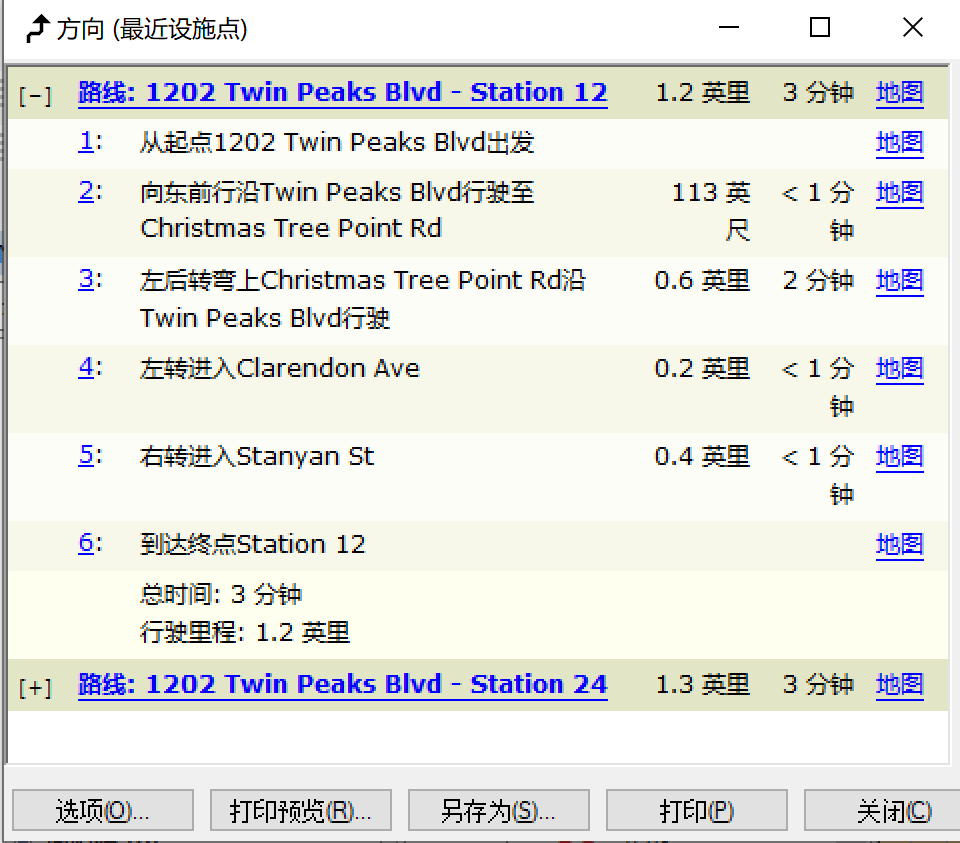 方向 (最近设施点)
[-] 路线: 1202 Twin Peaks Blvd - Station 12 1.2 英里 3 分钟 地图
1: 从起点1202 Twin Peaks Blvd出发 地图
2: 向东前行沿Twin Peaks Blvd行驶至 113 英 < 1 分 地图
Christmas Tree Point Rd 尺 钟
3: 左后转弯上Christmas Tree Point Rd沿 0.6 英里 2 分钟 地图
Twin Peaks Blvd行驶
4: 左转进入Clarendon Ave 0.2 英里 < 1 分 地图
钟
5: 右转进入Stanyan St 0.4 英里 < 1 分 地图
钟
6: 到达终点Station 12 地图
总时间: 3 分钟
行驶里程: 1.2 英里
[+] 路线: 1202 Twin Peaks Blvd - Station 24 1.3 英里 3 分钟 地图
选项(O)... 打印预览(R)... 另存为(S)... 打印(P) 关闭(C)